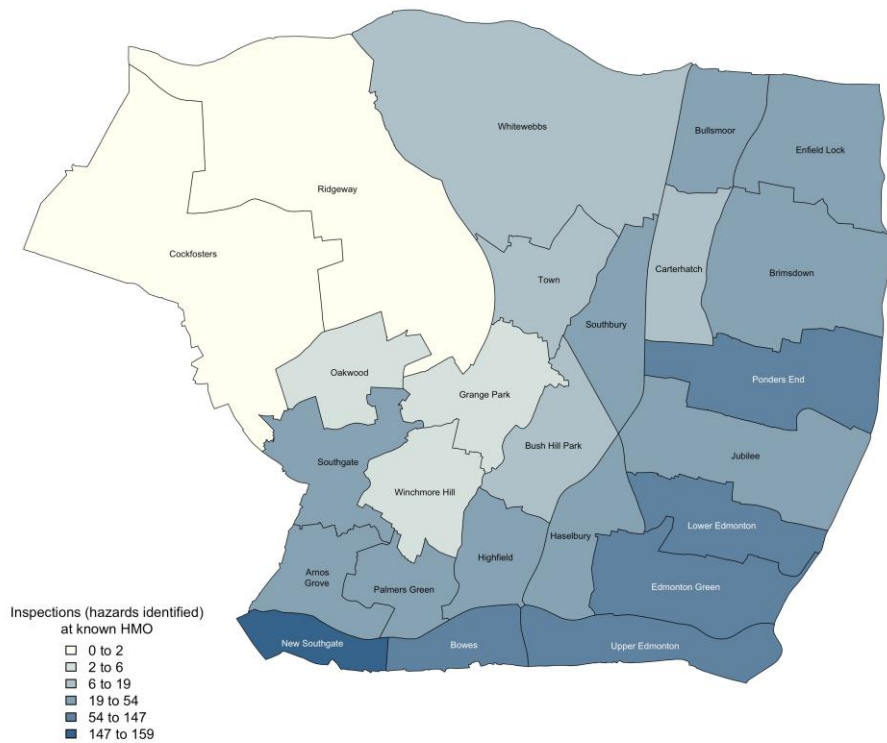 Whitewebbs
Bullsmoor
Enfield Lock
Ridgeway
Cockfosters
Carterhatch
Brimsdown
Town
Southbury
Oakwood
Grange Park
Ponders End
Bush Hill Park
Southgate
Jubilee
Winchmore Hill
Lower Edmonton
Haselbury
Highfield
Amos
Grove
Palmers Green
Edmonton Green
New Southgate
Bowes
Upper Edmonton
Inspections (hazards identified)
at known HMO
0 to 2
2 to 6
6 to 19
19 to 54
54 to 147
147 to 159